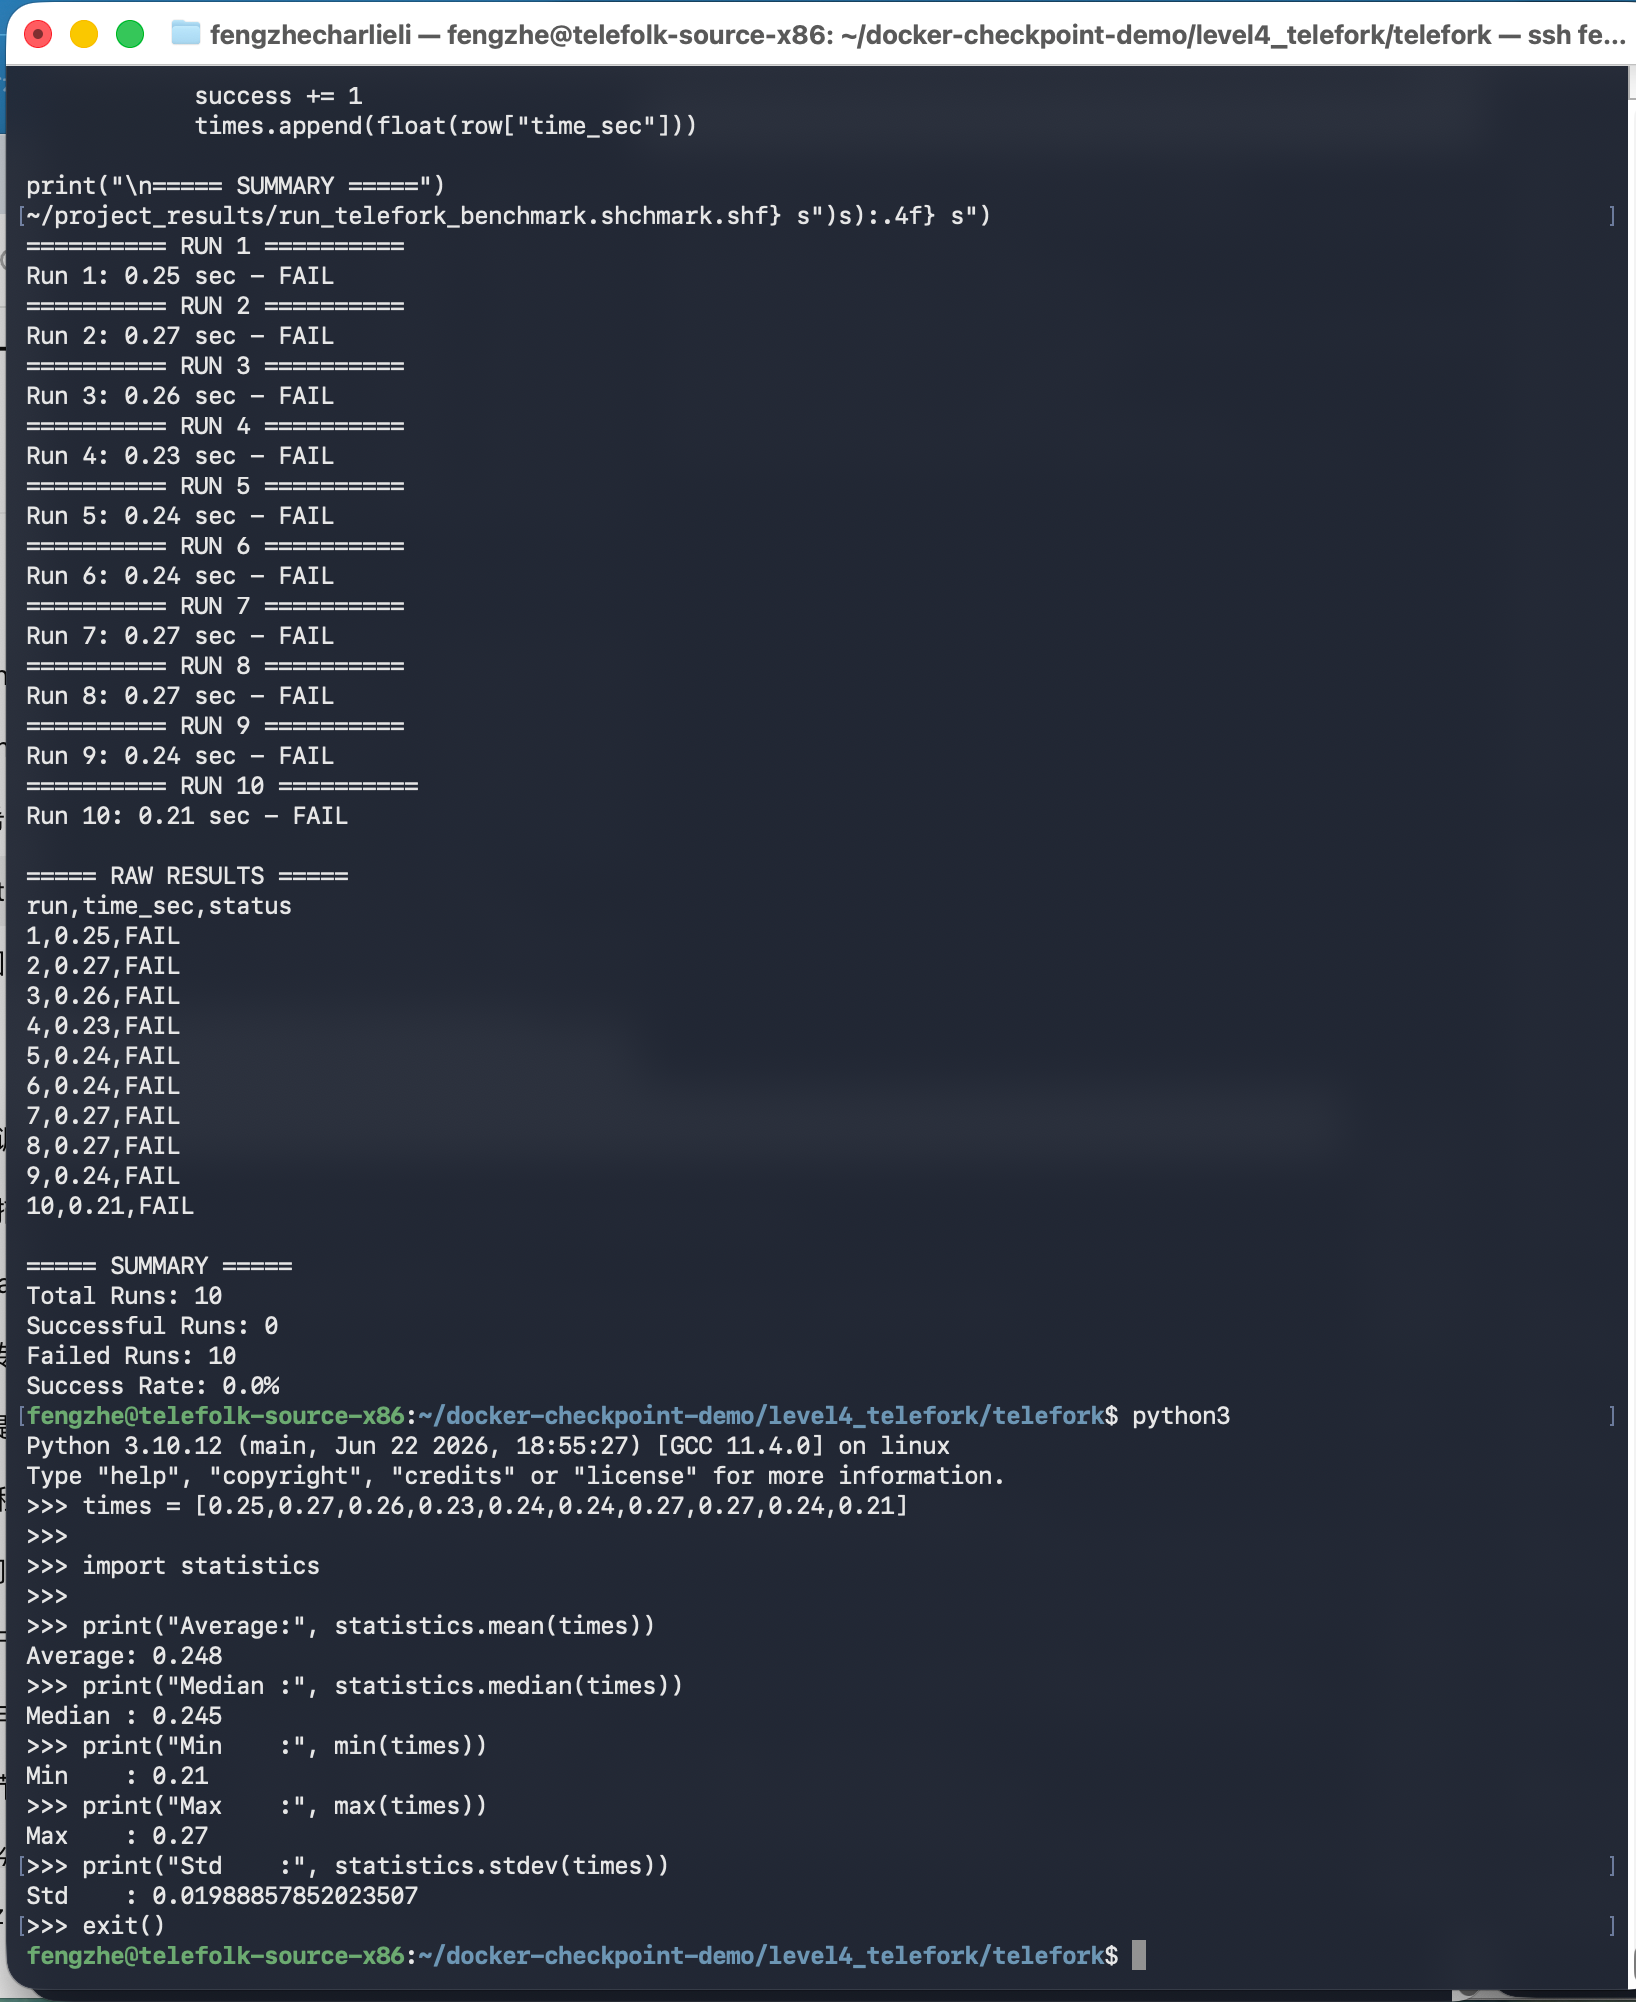 fengzhecharlieli — fengzhe@telefolk-source-x86: ~/docker-checkpoint-demo/level4_telefork/telefork — ssh fe...
            success += 1
            times.append(float(row["time_sec"]))

print("\n===== SUMMARY =====")
[~/project_results/run_telefork_benchmark.shchmark.shf} s")s):.4f} s") ]
========== RUN 1 ==========
Run 1: 0.25 sec — FAIL
========== RUN 2 ==========
Run 2: 0.27 sec — FAIL
========== RUN 3 ==========
Run 3: 0.26 sec — FAIL
========== RUN 4 ==========
Run 4: 0.23 sec — FAIL
========== RUN 5 ==========
Run 5: 0.24 sec — FAIL
========== RUN 6 ==========
Run 6: 0.24 sec — FAIL
========== RUN 7 ==========
Run 7: 0.27 sec — FAIL
========== RUN 8 ==========
Run 8: 0.27 sec — FAIL
========== RUN 9 ==========
Run 9: 0.24 sec — FAIL
========== RUN 10 ==========
Run 10: 0.21 sec — FAIL

===== RAW RESULTS =====
run,time_sec,status
1,0.25,FAIL
2,0.27,FAIL
3,0.26,FAIL
4,0.23,FAIL
5,0.24,FAIL
6,0.24,FAIL
7,0.27,FAIL
8,0.27,FAIL
9,0.24,FAIL
10,0.21,FAIL

===== SUMMARY =====
Total Runs: 10
Successful Runs: 0
Failed Runs: 10
Success Rate: 0.0%
[fengzhe@telefolk-source-x86:~/docker-checkpoint-demo/level4_telefork/telefork$ python3 ]
Python 3.10.12 (main, Jun 22 2026, 18:55:27) [GCC 11.4.0] on linux
Type "help", "copyright", "credits" or "license" for more information.
>>> times = [0.25,0.27,0.26,0.23,0.24,0.24,0.27,0.27,0.24,0.21]
>>>
>>> import statistics
>>>
>>> print("Average:", statistics.mean(times))
Average: 0.248
>>> print("Median :", statistics.median(times))
Median : 0.245
>>> print("Min    :", min(times))
Min    : 0.21
>>> print("Max    :", max(times))
Max    : 0.27
[>>> print("Std    :", statistics.stdev(times)) ]
Std    : 0.01988857852023507
[>>> exit() ]
fengzhe@telefolk-source-x86:~/docker-checkpoint-demo/level4_telefork/telefork$